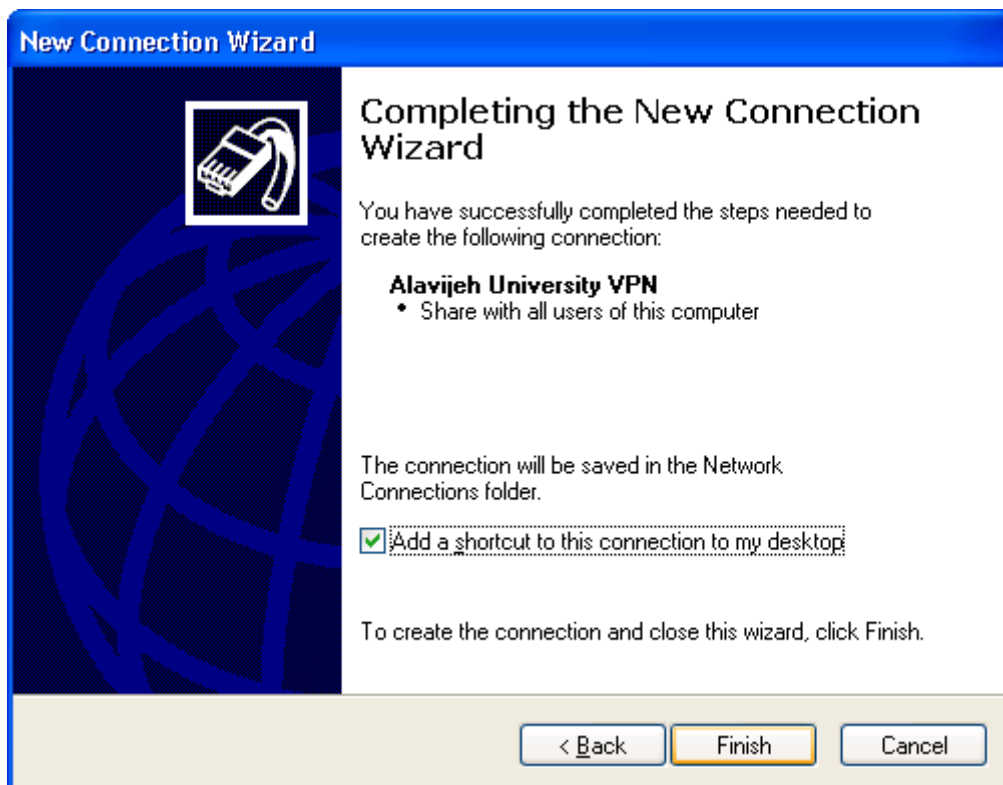 New Connection Wizard
Completing the New Connection
Wizard
You have successfully completed the steps needed to
create the following connection:
Alavijeh University VPN
• Share with all users of this computer
The connection will be saved in the Network
Connections folder.
Add a shortcut to this connection to my desktop
To create the connection and close this wizard, click Finish.
< Back
Finish
Cancel